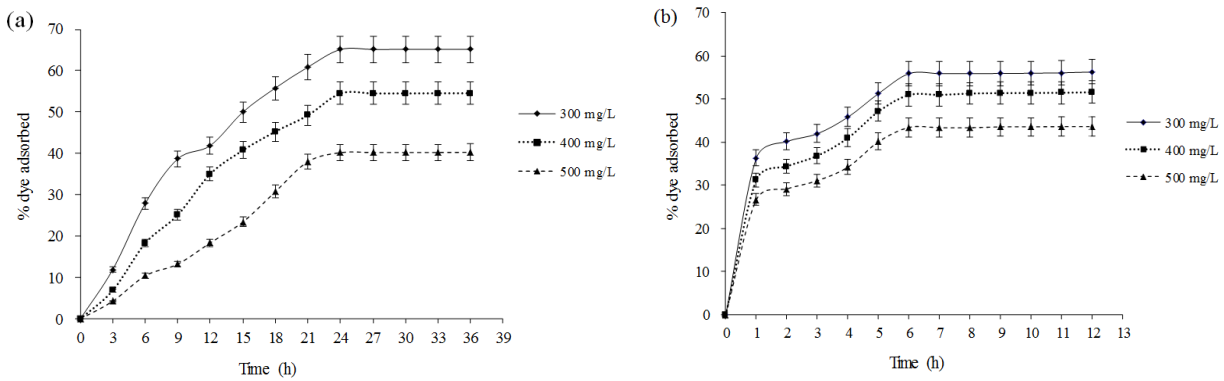 (a)
70
60
50
40
30
20
10
0
% dye adsorbed
0 3 6 9 12 15 18 21 24 27 30 33 36 39
Time (h)
300 mg/L
400 mg/L
500 mg/L
(b)
70
60
50
40
30
20
10
0
% dye adsorbed
0 1 2 3 4 5 6 7 8 9 10 11 12 13
Time (h)
300 mg/L
400 mg/L
500 mg/L